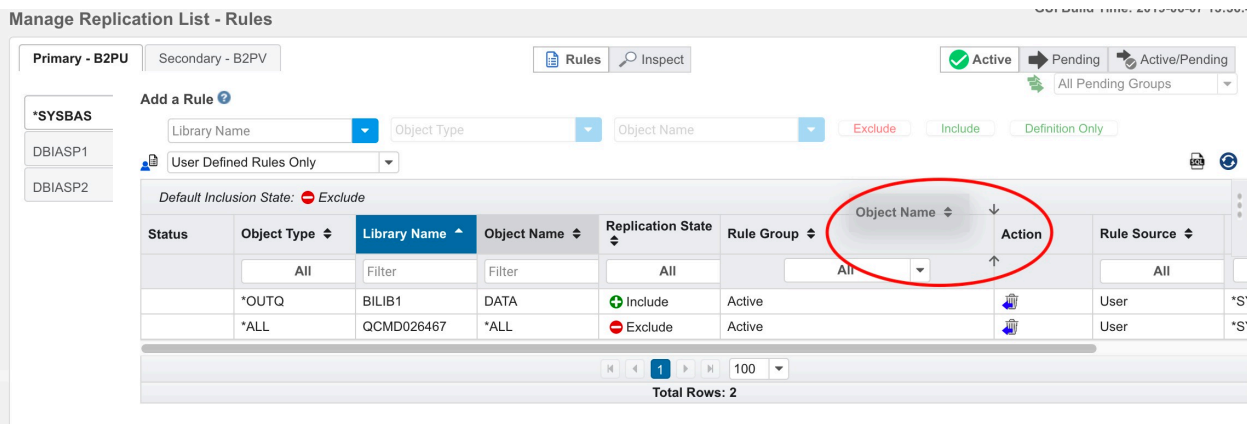 Manage Replication List - Rules
Primary - B2PU
Secondary - B2PV
Rules
Inspect
Active
Pending
Active/Pending
All Pending Groups
*SYSBAS
DBIASP1
DBIASP2
Add a Rule
Library Name
Object Type
Object Name
Exclude
Include
Definition Only
User Defined Rules Only
SQL
Default Inclusion State: Exclude
Object Name
Status
Object Type
Library Name
Object Name
Replication State
Rule Group
Action
Rule Source
All
Filter
Filter
All
All
All
*OUTQ BILIB1 DATA Include Active User *S
*ALL QCMD026467 *ALL Exclude Active User *S
1
100
Total Rows: 2